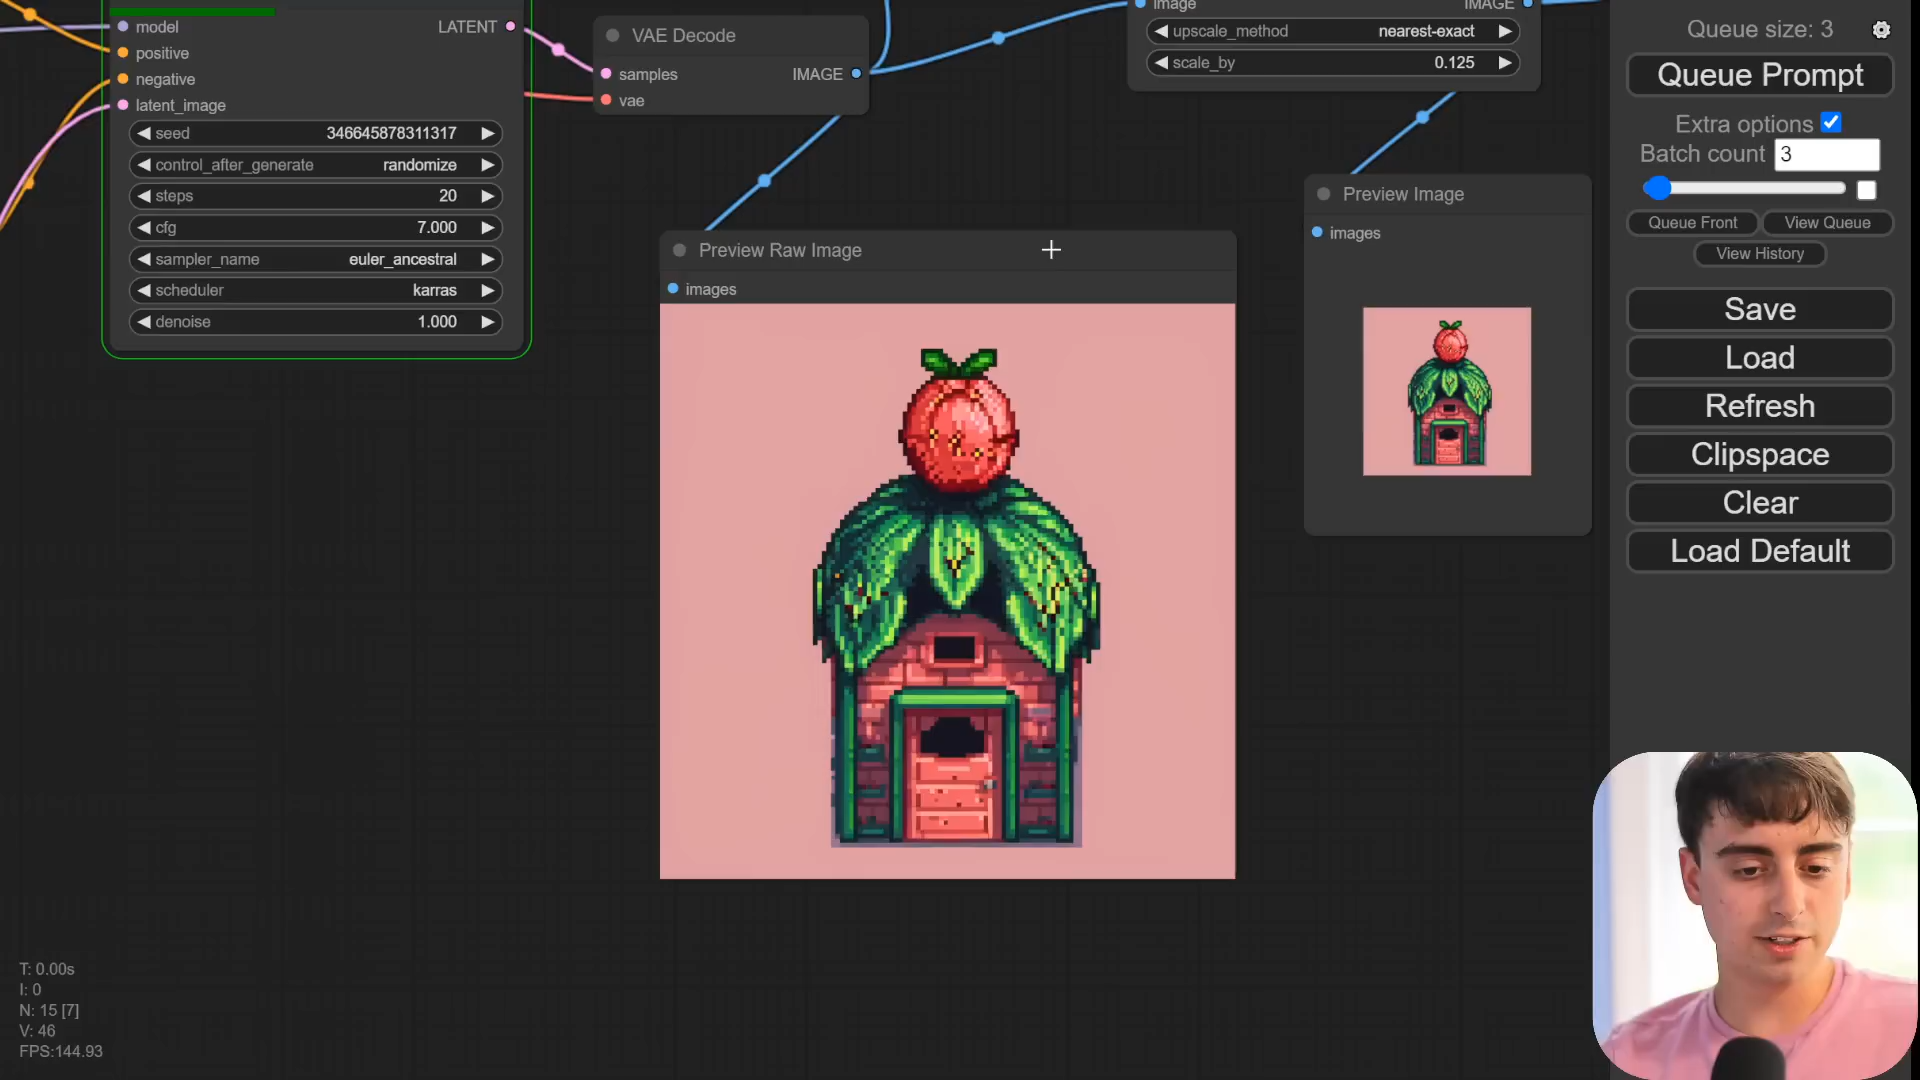 model
LATENT
positive
negative
latent_image
seed 346645878311317
control_after_generate randomize
steps 20
cfg 7.000
sampler_name euler_ancestral
scheduler karras
denoise 1.000
VAE Decode
samples IMAGE
vae
image IMAGE
upscale_method nearest-exact
scale_by 0.125
Preview Raw Image
images
Preview Image
images
Queue size: 3
Queue Prompt
Extra options
Batch count 3
Queue Front View Queue
View History
Save
Load
Refresh
Clipspace
Clear
Load Default
T: 0.00s
I: 0
N: 15 [7]
V: 46
FPS:144.93